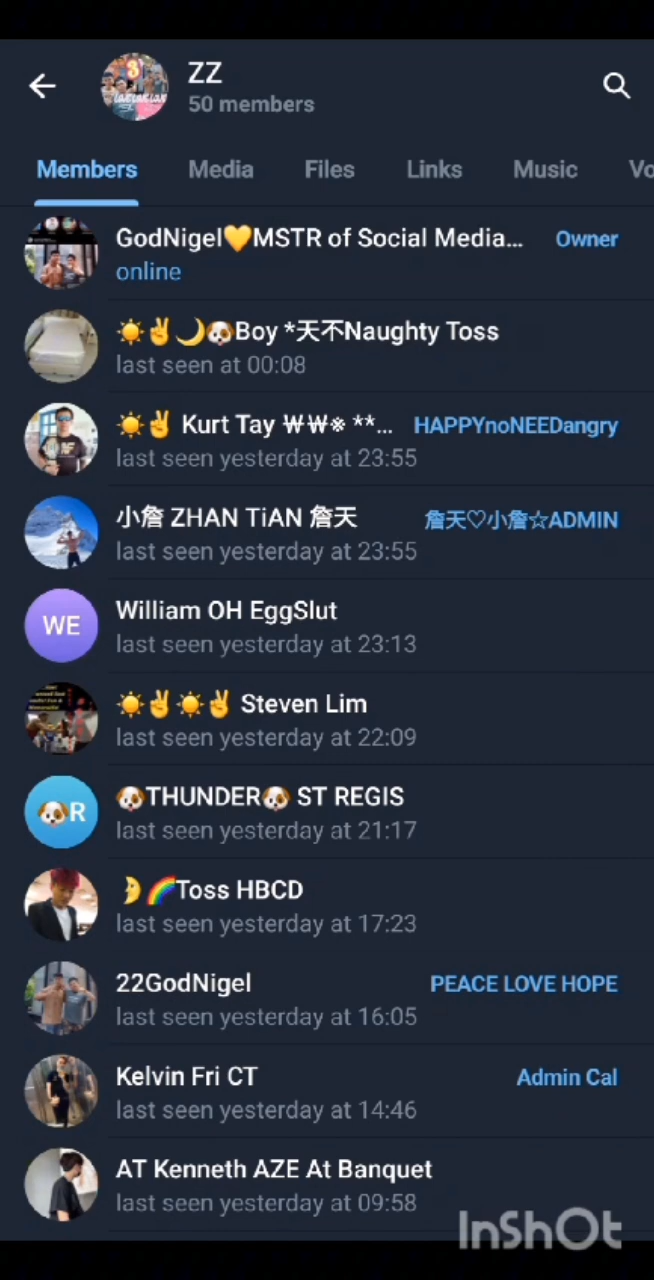 ZZ
50 members
Members Media Files Links Music Vo
GodNigel💛MSTR of Social Media... Owner
online
☀️✌️🌙🐶Boy *天不Naughty Toss
last seen at 00:08
☀️✌️ Kurt Tay ₩₩※ **... HAPPYnoNEEDangry
last seen yesterday at 23:55
小詹 ZHAN TiAN 詹天 詹天♡小詹☆ADMIN
last seen yesterday at 23:55
WE
William OH EggSlut
last seen yesterday at 23:13
☀️✌️☀️✌️ Steven Lim
last seen yesterday at 22:09
🐶R
🐶THUNDER🐶 ST REGIS
last seen yesterday at 21:17
🌛🌈Toss HBCD
last seen yesterday at 17:23
22GodNigel PEACE LOVE HOPE
last seen yesterday at 16:05
Kelvin Fri CT Admin Cal
last seen yesterday at 14:46
AT Kenneth AZE At Banquet
last seen yesterday at 09:58
InShOt